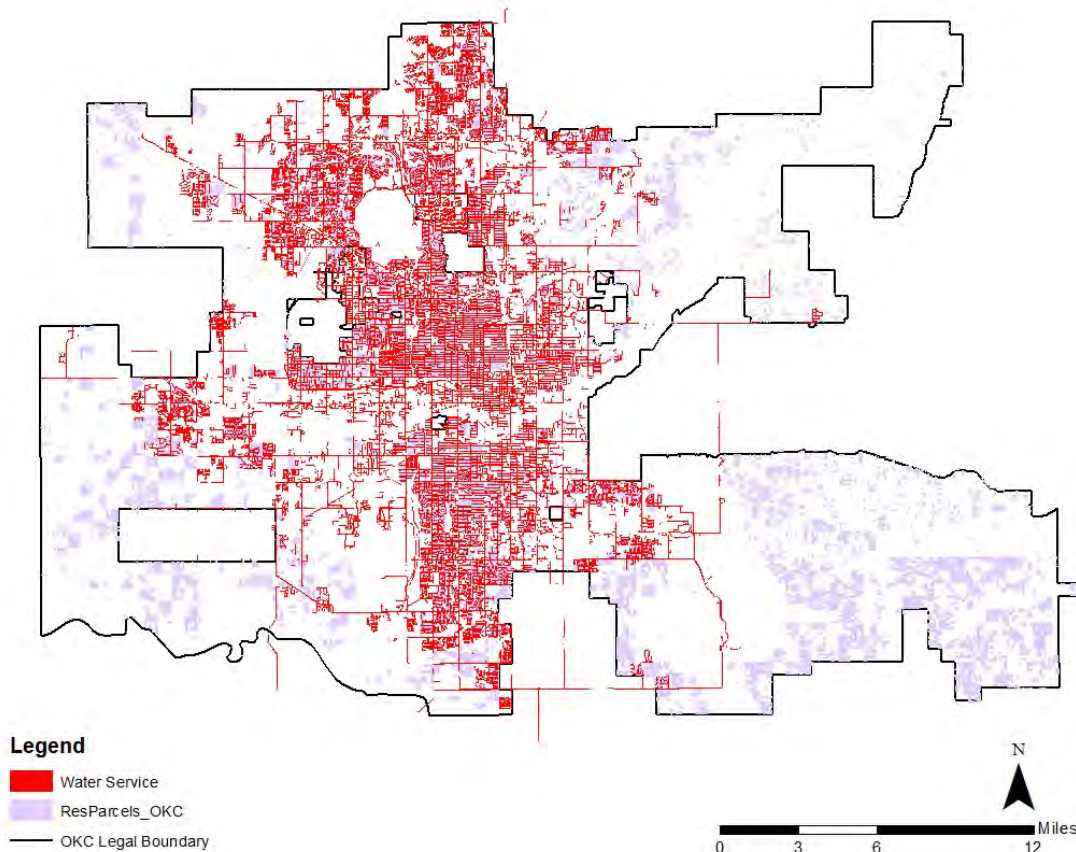 Legend
Water Service
ResParcels_OKC
OKC Legal Boundary
N
Miles
0 3 6 12